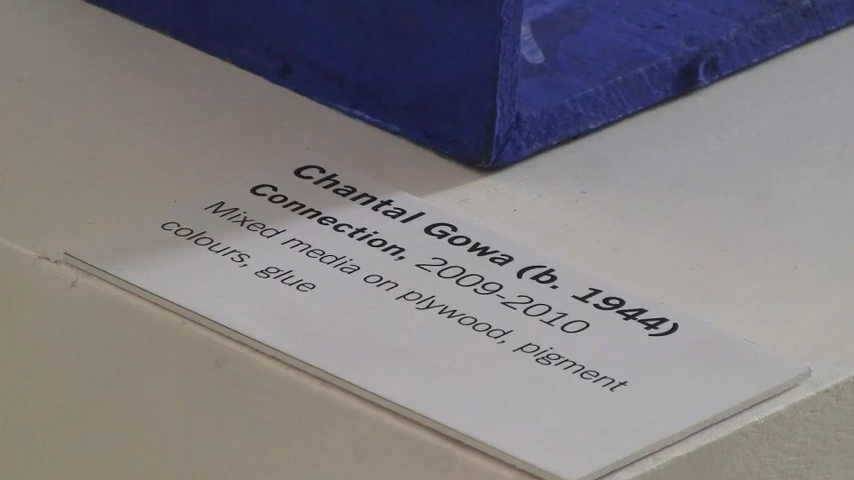 Chantal Gowa (b. 1944)
Connection, 2009-2010
Mixed media on plywood, pigment
colours, glue